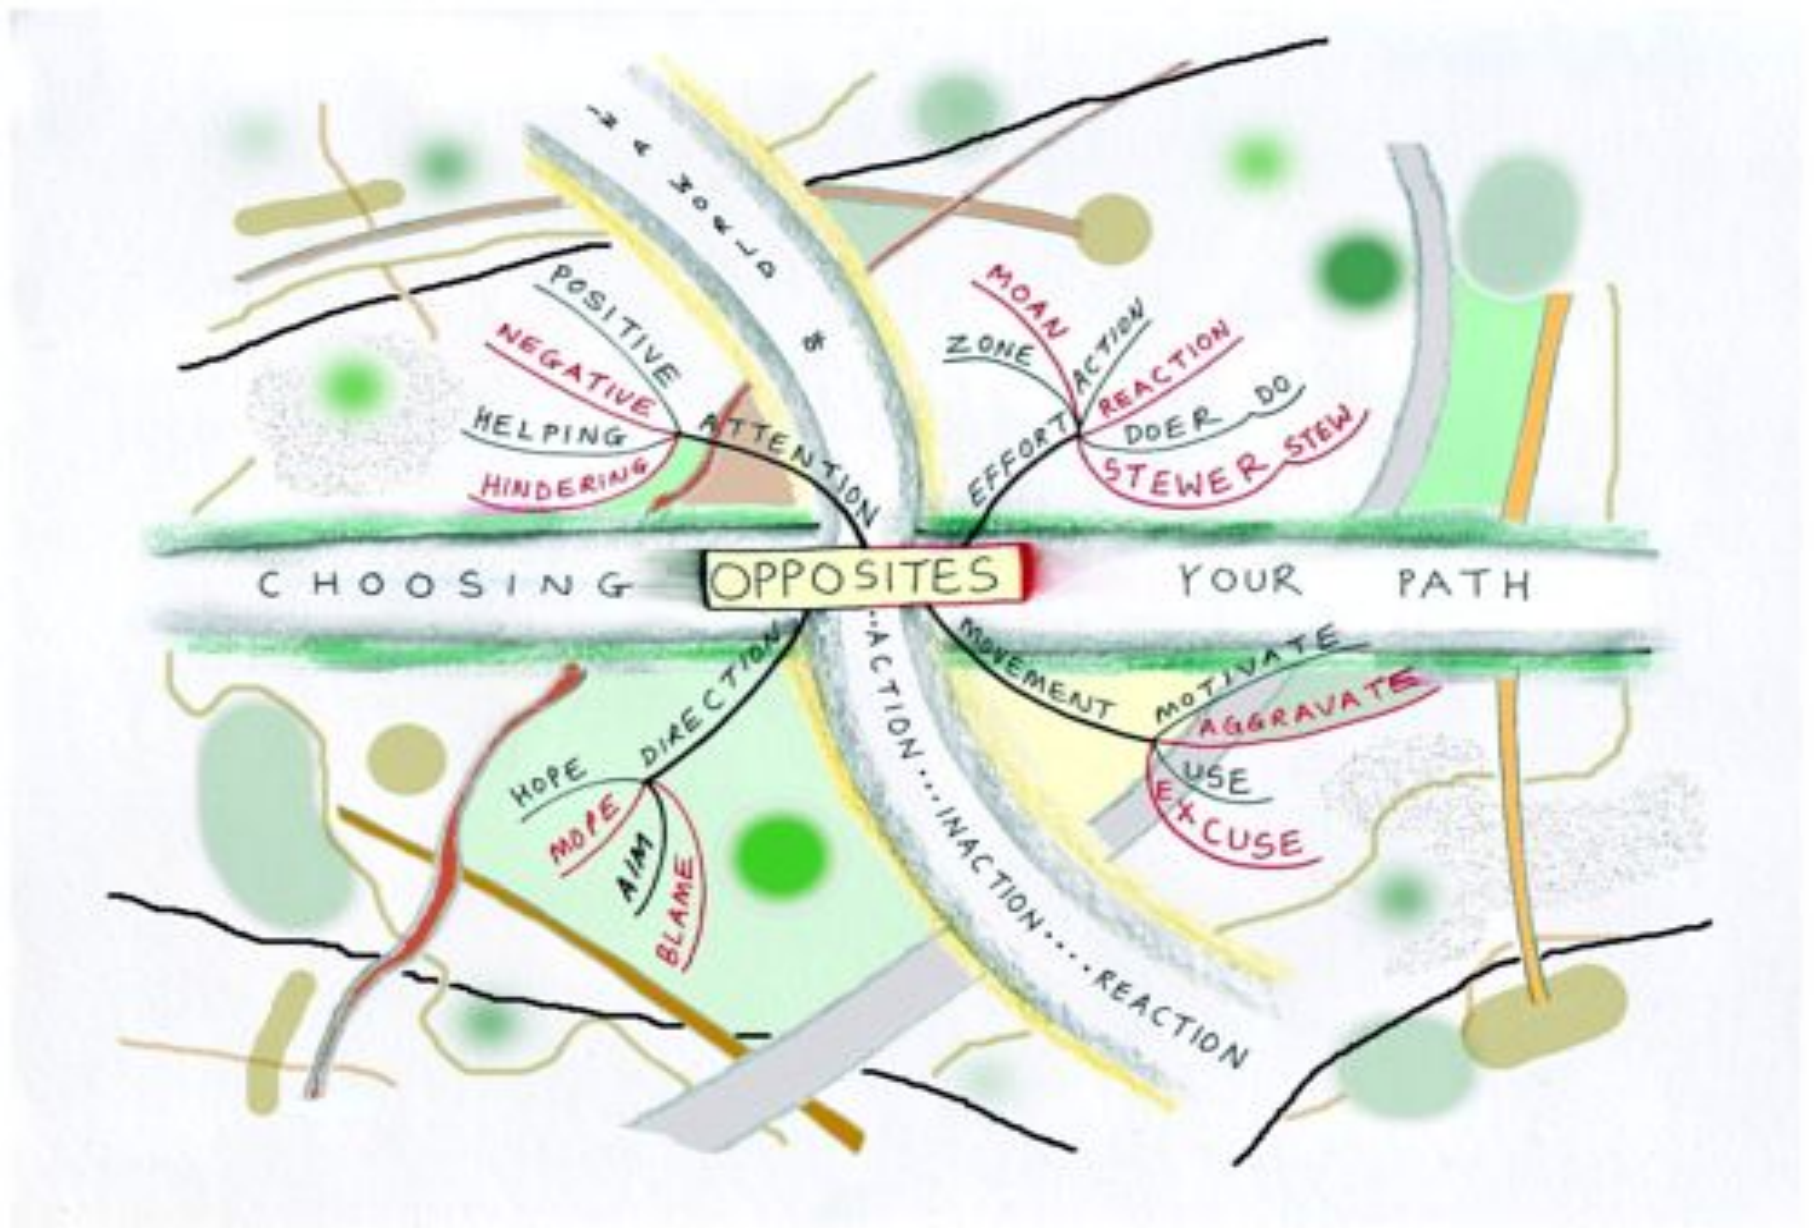 IN A WORLD OF
POSITIVE
NEGATIVE
HELPING
HINDERING
ATTENTION
MOAN
ZONE
ACTION
REACTION
DOER DO
STEWER STEW
EFFORT
CHOOSING
OPPOSITES
YOUR PATH
DIRECTION
HOPE
MOPE
AIM
BLAME
MOVEMENT
MOTIVATE
AGGRAVATE
USE
EXCUSE
..ACTION...INACTION....REACTION